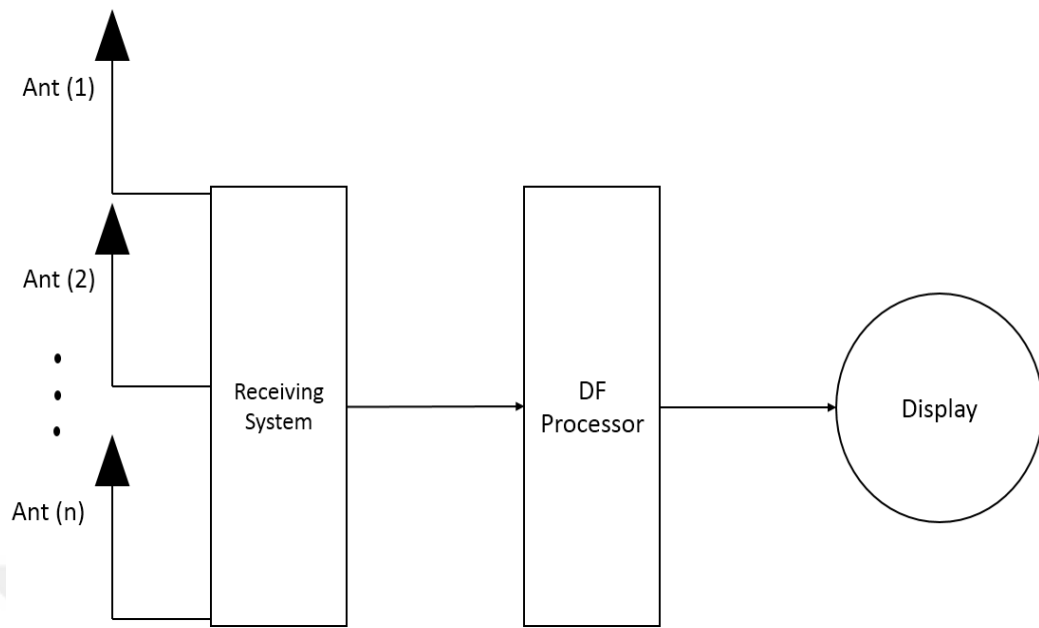 Ant (1)
Ant (2)
Ant (n)
Receiving
System
DF
Processor
Display